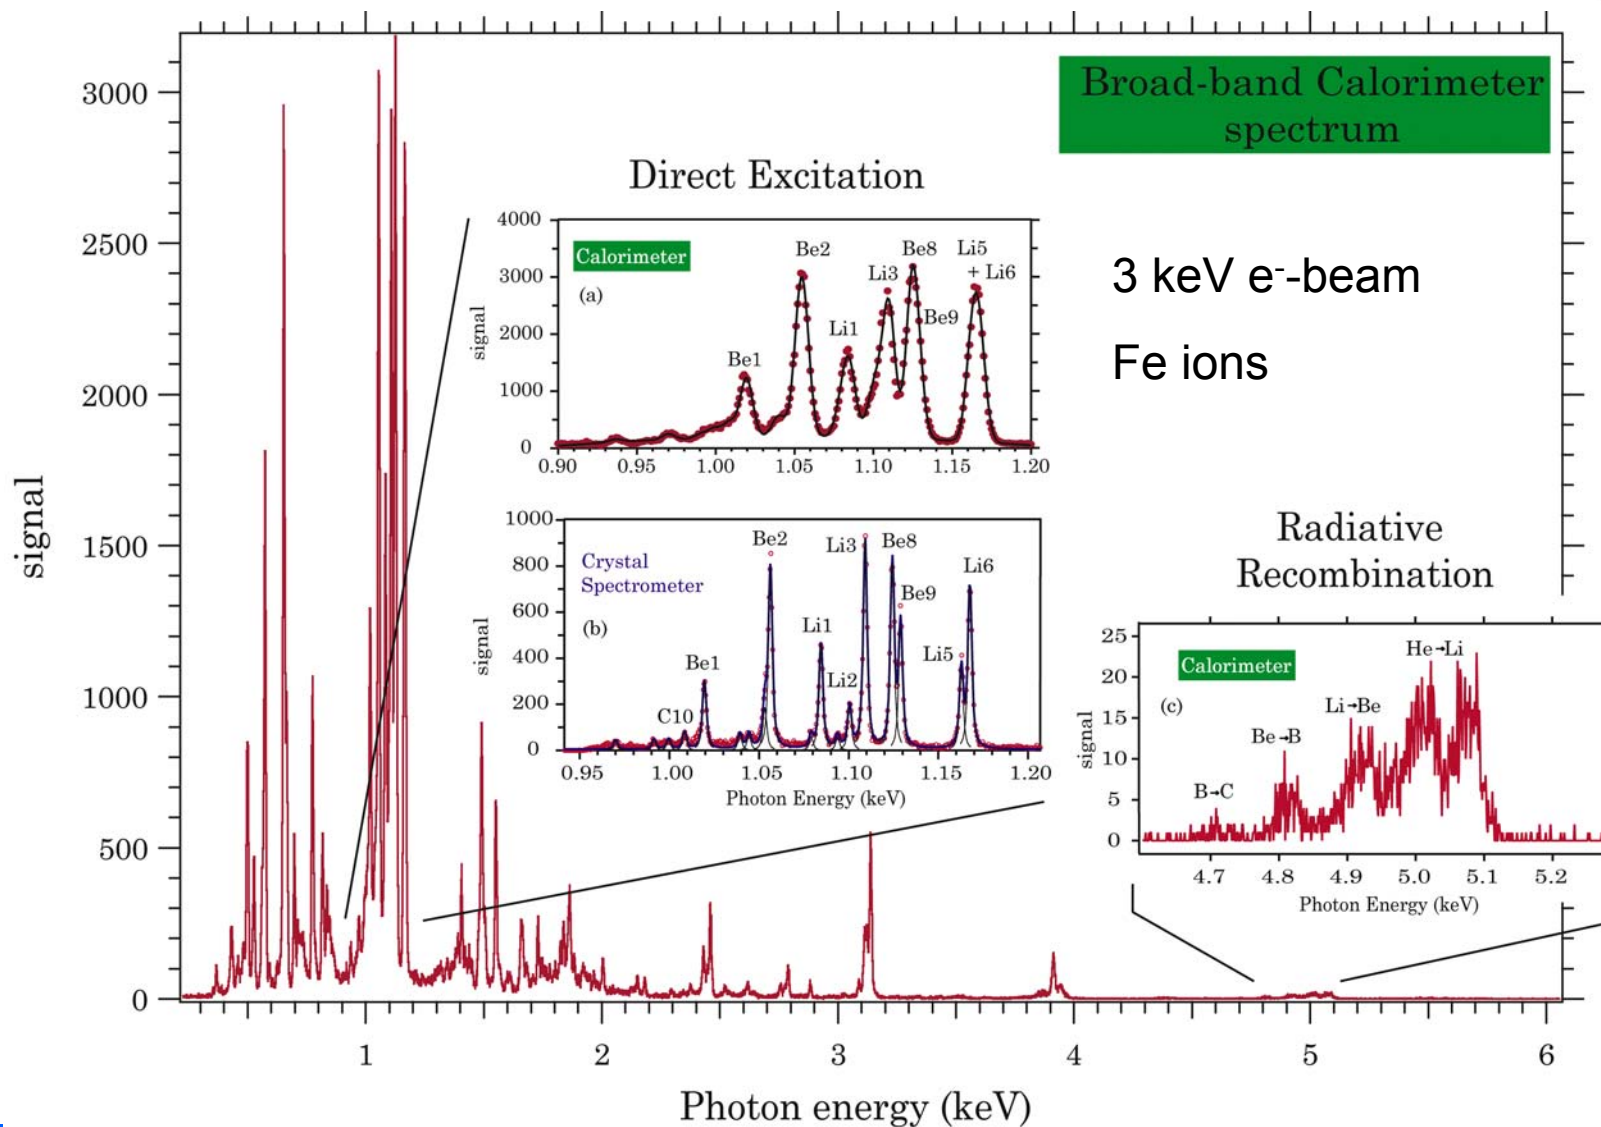 Broad-band Calorimeter
spectrum
3 keV e⁻-beam
Fe ions
signal
3000
2500
2000
1500
1000
500
0
1
2
3
4
5
6
Photon energy (keV)
Direct Excitation
Calorimeter
(a)
signal
4000
3000
2000
1000
0
Be1
Be2
Li1
Li3
Be8
Be9
Li5
+ Li6
0.90
0.95
1.00
1.05
1.10
1.15
1.20
Crystal
Spectrometer
(b)
signal
1000
800
600
400
200
0
C10
Be1
Be2
Li1
Li2
Li3
Be8
Be9
Li5
Li6
0.95
1.00
1.05
1.10
1.15
1.20
Photon Energy (keV)
Radiative
Recombination
Calorimeter
(c)
signal
25
20
15
10
5
0
B→C
Be→B
Li→Be
He→Li
4.7
4.8
4.9
5.0
5.1
5.2
Photon Energy (keV)